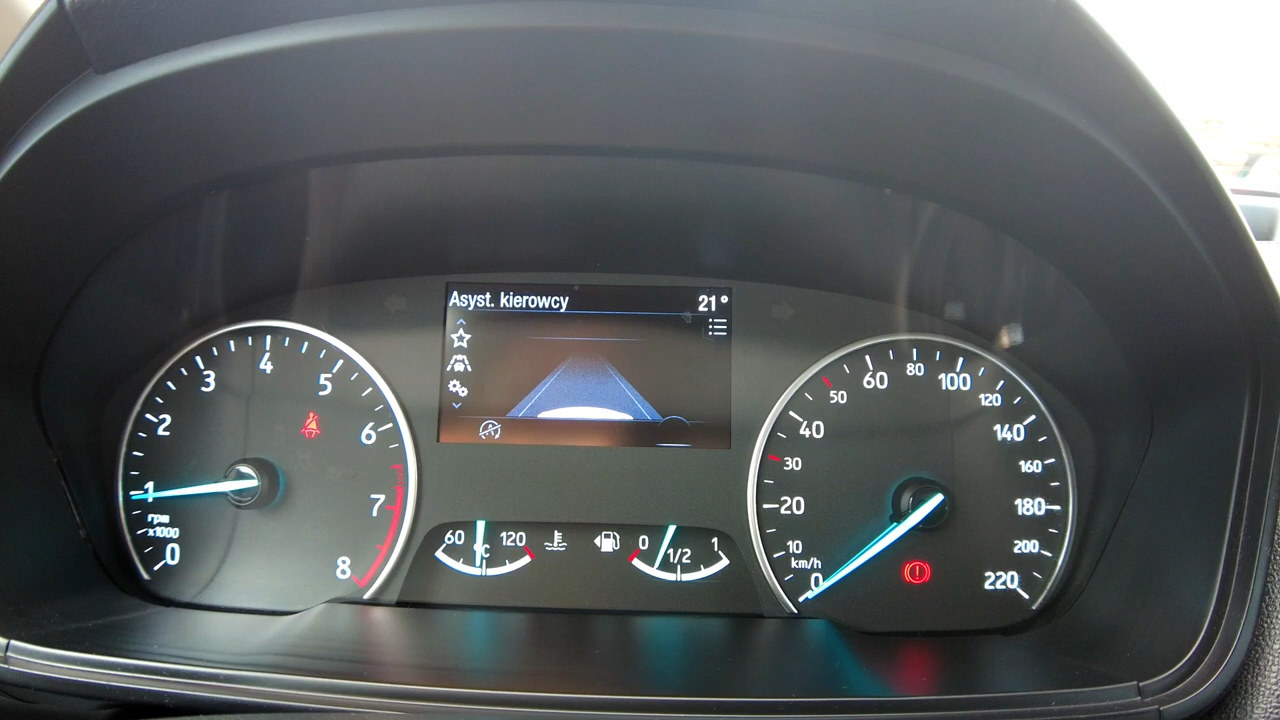 Asyst. kierowcy 21°
0 1 2 3 4 5 6 7 8
rpm
x1000
60 °C 120
0 1/2 1
0 10 20 30 40 50 60 80 100 120 140 160 180 200 220
km/h